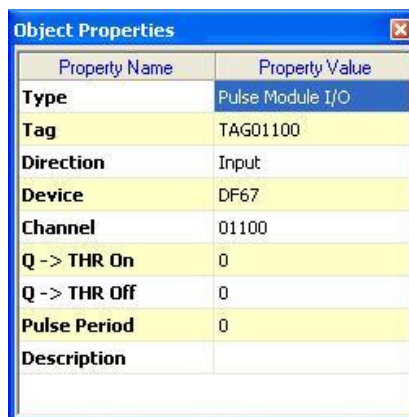 Object Properties
Property Name Property Value
Type Pulse Module I/O
Tag TAG01100
Direction Input
Device DF67
Channel 01100
Q -> THR On 0
Q -> THR Off 0
Pulse Period 0
Description